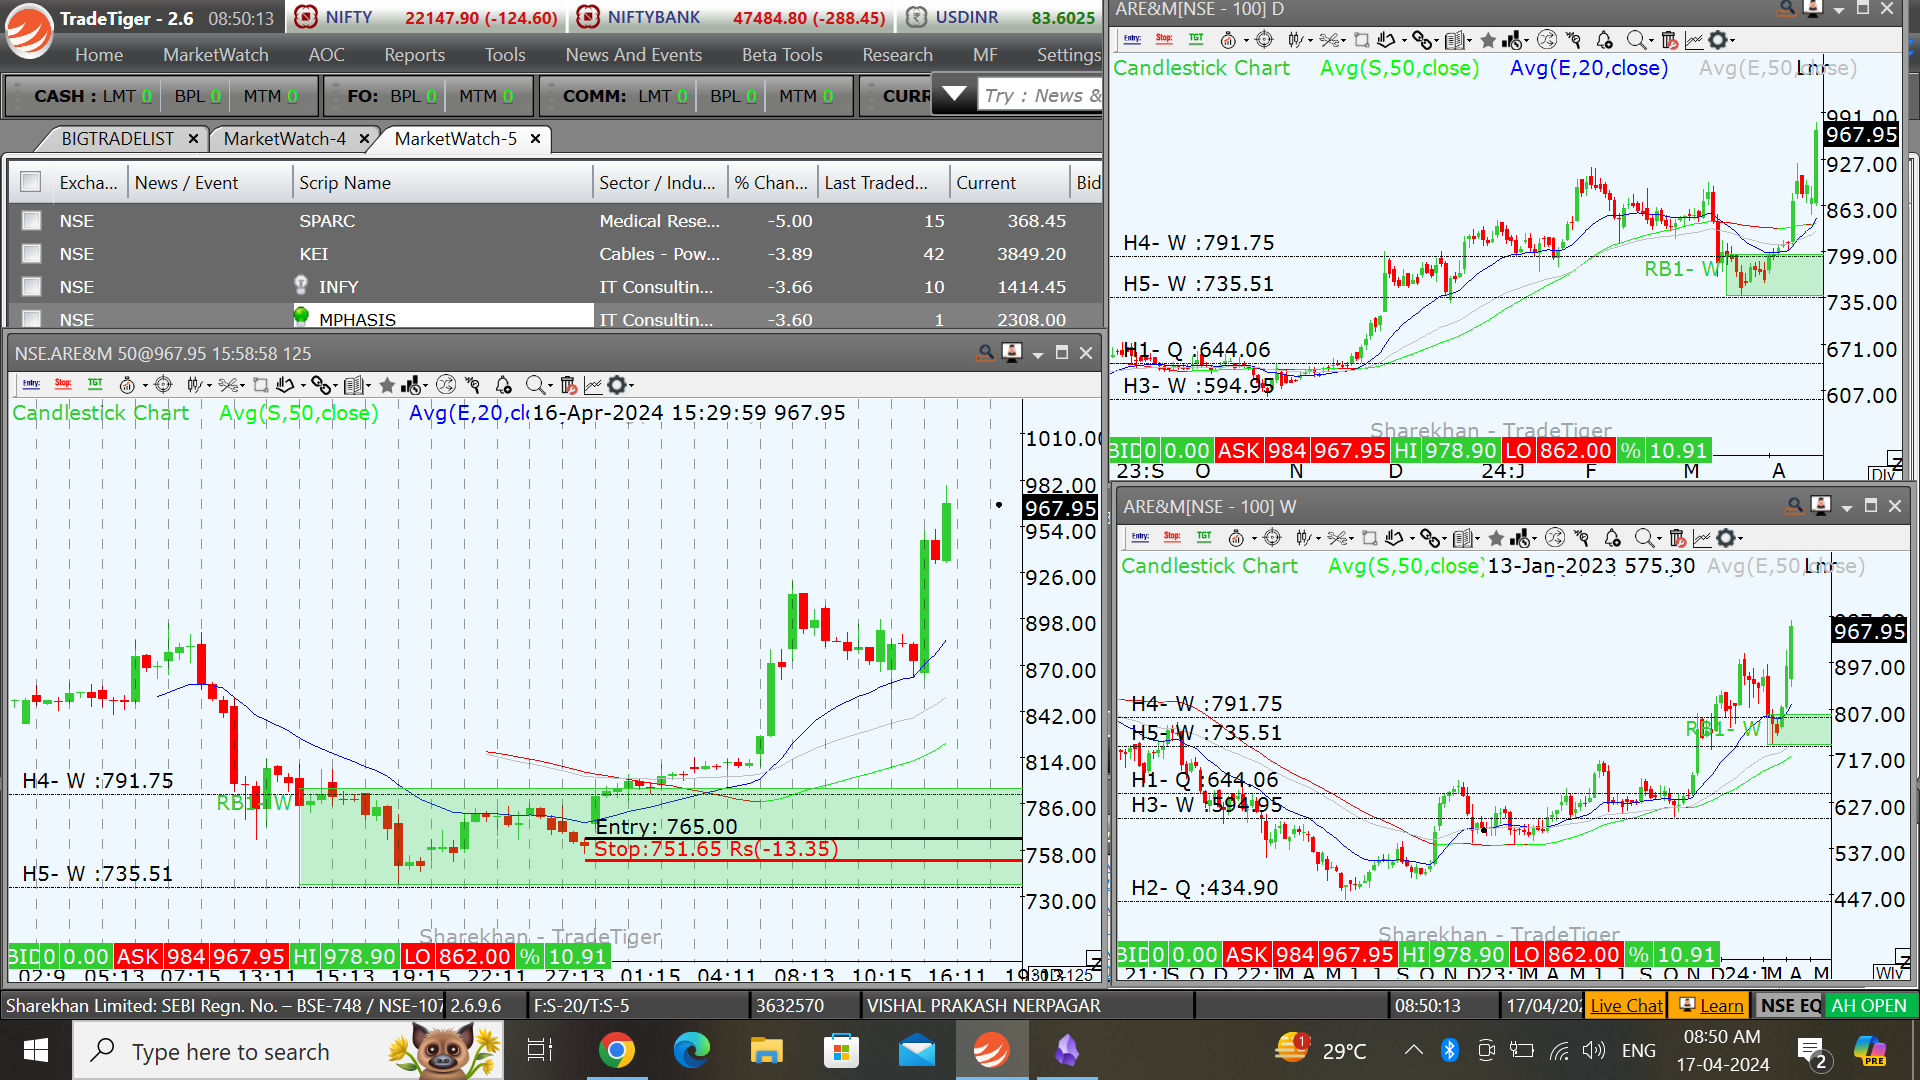 TradeTiger - 2.6 08:50:13 NIFTY 22147.90 (-124.60) NIFTYBANK 47484.80 (-288.45) USDINR 83.6025
Home MarketWatch AOC Reports Tools News And Events Beta Tools Research MF Settings
CASH : LMT 0 BPL 0 MTM 0 FO: BPL 0 MTM 0 COMM: LMT 0 BPL 0 MTM 0 CURR Try : News &
BIGTRADELIST MarketWatch-4 MarketWatch-5
Excha... News / Event Scrip Name Sector / Indu... % Chan... Last Traded... Current Bid
NSE SPARC Medical Rese... -5.00 15 368.45
NSE KEI Cables - Pow... -3.89 42 3849.20
NSE INFY IT Consultin... -3.66 10 1414.45
NSE MPHASIS IT Consultin... -3.60 1 2308.00
NSE.ARE&M 50@967.95 15:58:58 125
Entry: Stop: TGT
Candlestick Chart Avg(S,50,close) Avg(E,20,cl 16-Apr-2024 15:29:59 967.95
1010.00
982.00
967.95
954.00
926.00
898.00
870.00
842.00
814.00
H4- W :791.75
786.00
RB1- W
Entry: 765.00
Stop:751.65 Rs(-13.35)
758.00
H5- W :735.51
730.00
Sharekhan - TradeTiger
BID 0 0.00 ASK 984 967.95 HI 978.90 LO 862.00 % 10.91
02:9 05:13 07:15 13:11 19:15 22:11 27:13 01:15 04:11 08:13 10:15 16:11
ARE&M[NSE - 100] D
Entry: Stop: TGT
Candlestick Chart Avg(S,50,close) Avg(E,20,close) Avg(E,50,close)
991.00
967.95
927.00
863.00
H4- W :791.75
799.00
RB1- W
H5- W :735.51
735.00
H1- Q :644.06
671.00
H3- W :594.95
607.00
Sharekhan - TradeTiger
BID 0 0.00 ASK 984 967.95 HI 978.90 LO 862.00 % 10.91
23:S O N D 24:J F M A
Dly
ARE&M[NSE - 100] W
Entry: Stop: TGT
Candlestick Chart Avg(S,50,close) 13-Jan-2023 575.30 Avg(E,50,close)
967.95
897.00
H4- W :791.75
807.00
H5- W :735.51
RB1- W
717.00
H1- Q :644.06
H3- W :594.95
627.00
537.00
H2- Q :434.90
447.00
Sharekhan - TradeTiger
BID 0 0.00 ASK 984 967.95 HI 978.90 LO 862.00 % 10.91
Wly
Sharekhan Limited: SEBI Regn. No. – BSE-748 / NSE-107 2.6.9.6 F:S-20/T:S-5 3632570 VISHAL PRAKASH NERPAGAR 08:50:13 17/04/202 Live Chat Learn NSE EQ AH OPEN
Type here to search 29°C ENG 08:50 AM
17-04-2024
2
PRE